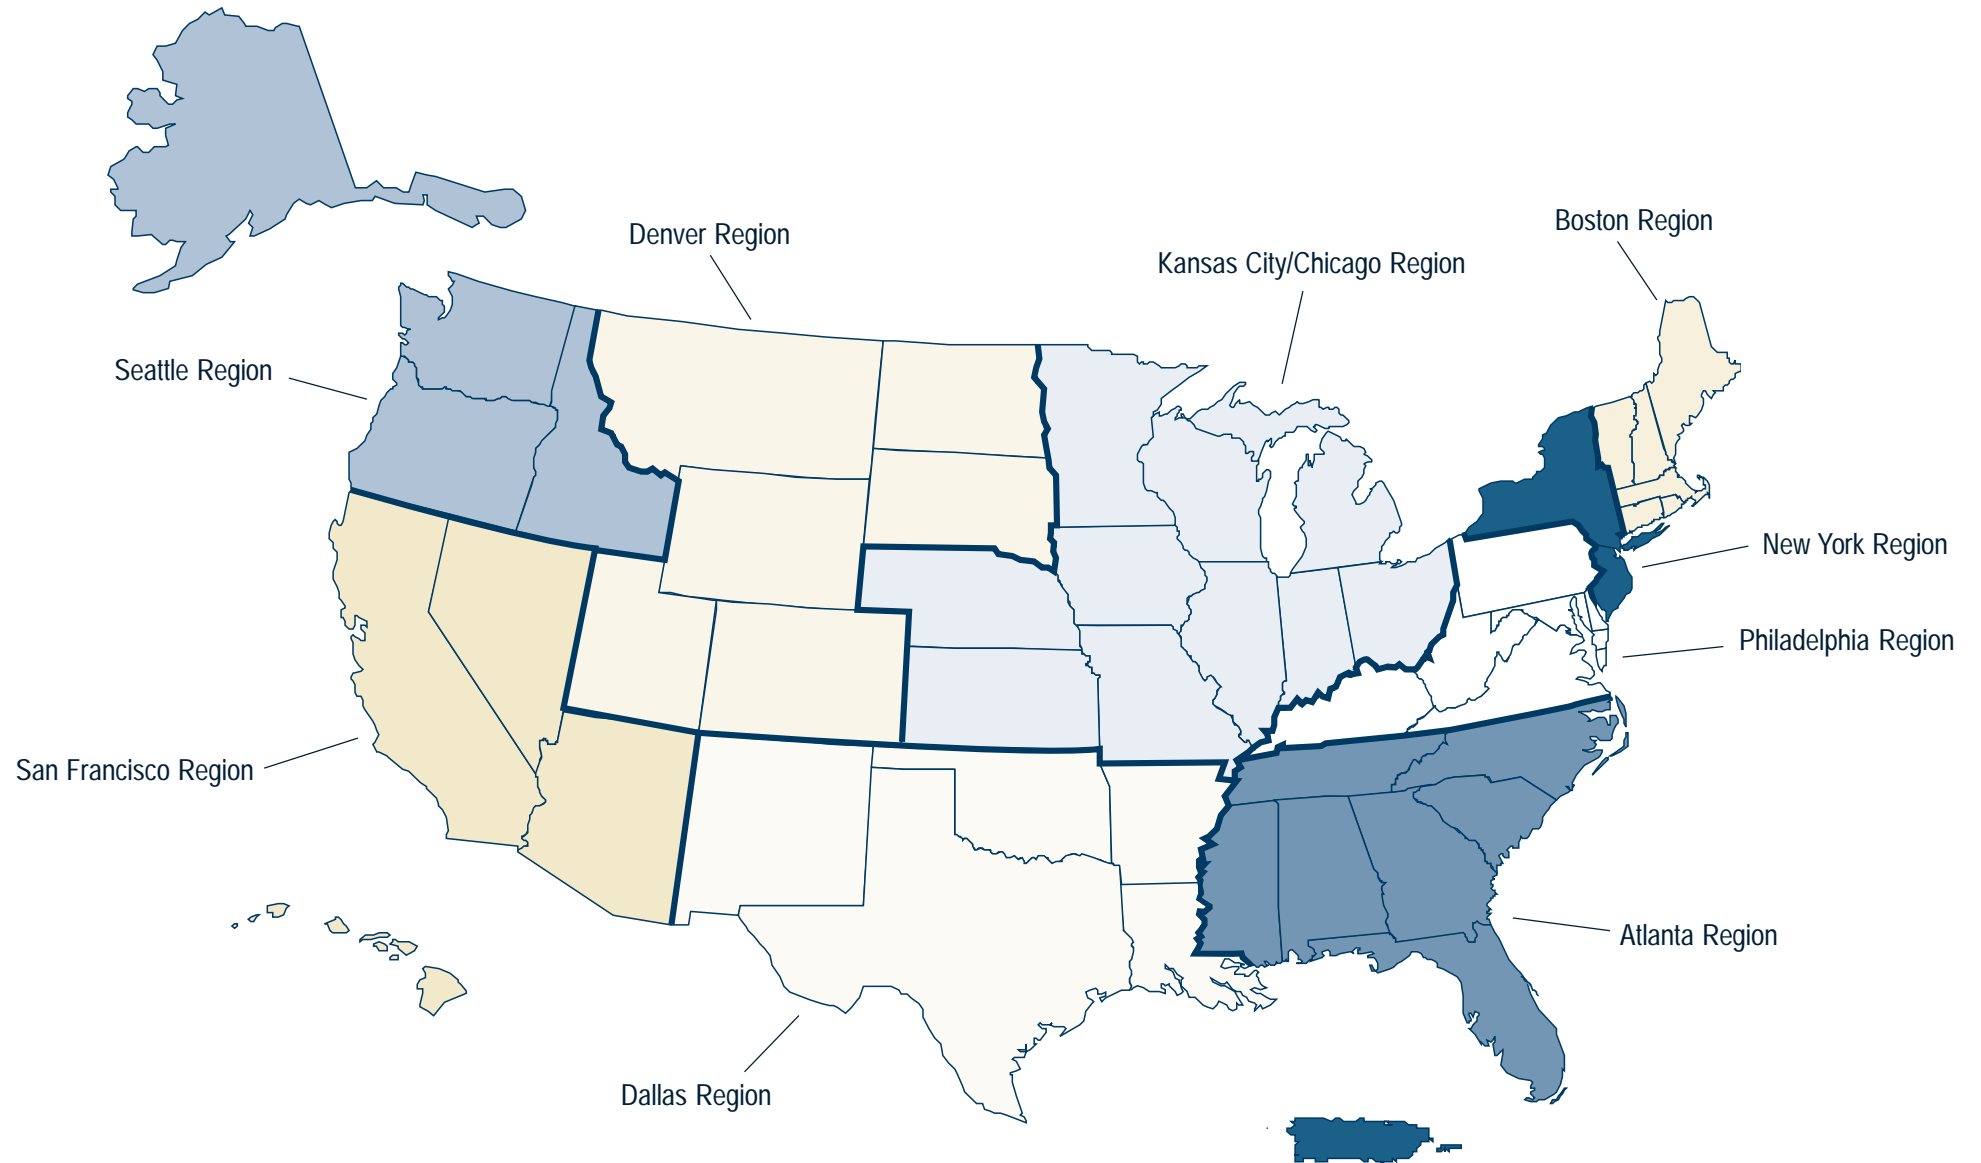 Boston Region
Denver Region
Kansas City/Chicago Region
Seattle Region
New York Region
Philadelphia Region
San Francisco Region
Atlanta Region
Dallas Region